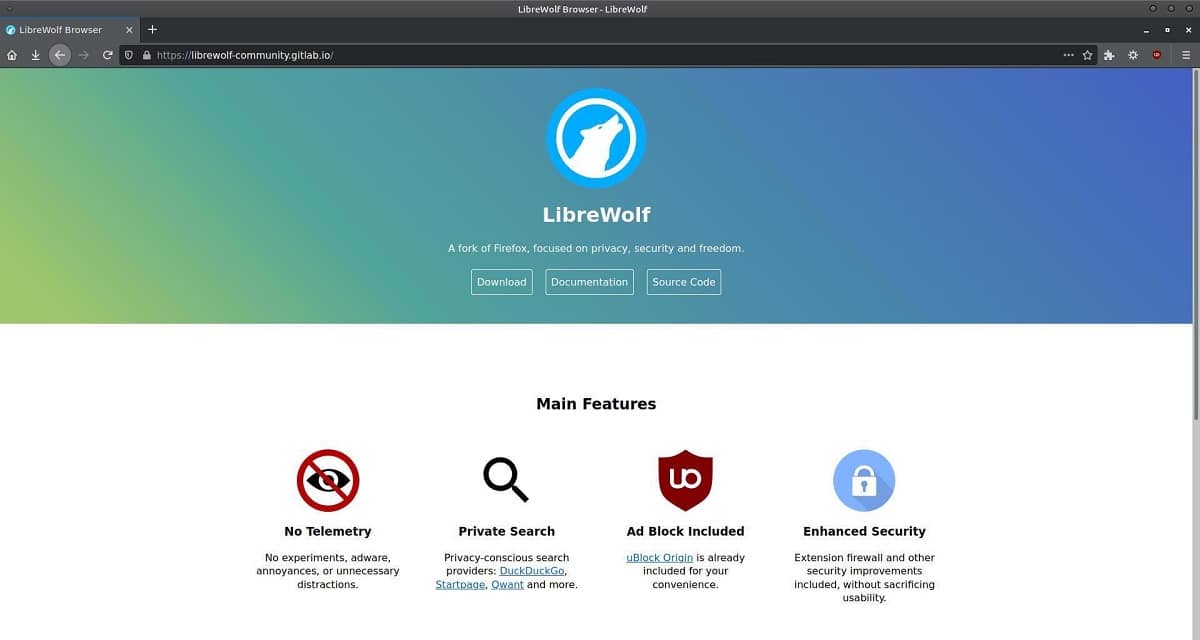 LibreWolf Browser - LibreWolf
LibreWolf Browser
https://librewolf-community.gitlab.io/
LibreWolf
A fork of Firefox, focused on privacy, security and freedom.
Download
Documentation
Source Code
Main Features
uo
No Telemetry
No experiments, adware,
annoyances, or unnecessary
distractions.
Private Search
Privacy-conscious search
providers: DuckDuckGo,
Startpage, Qwant and more.
Ad Block Included
uBlock Origin is already
included for your
convenience.
Enhanced Security
Extension firewall and other
security improvements
included, without sacrificing
usability.